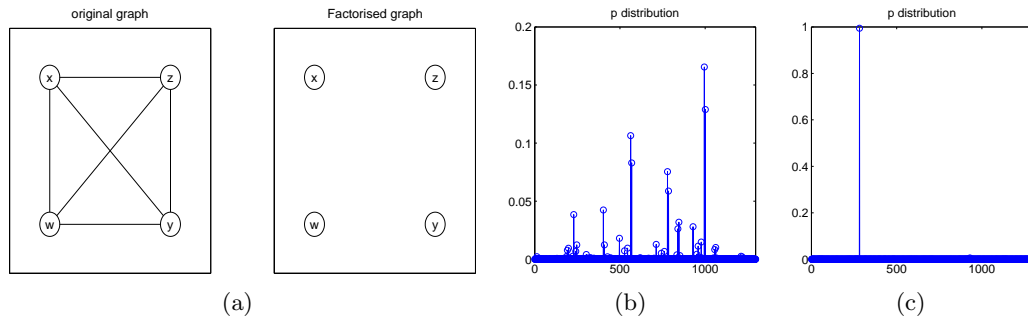 original graph
x
z
w
y
Factorised graph
x
z
w
y
(a)
p distribution
0.2
0.15
0.1
0.05
0
0 500 1000
(b)
p distribution
1
0.8
0.6
0.4
0.2
0
0 500 1000
(c)